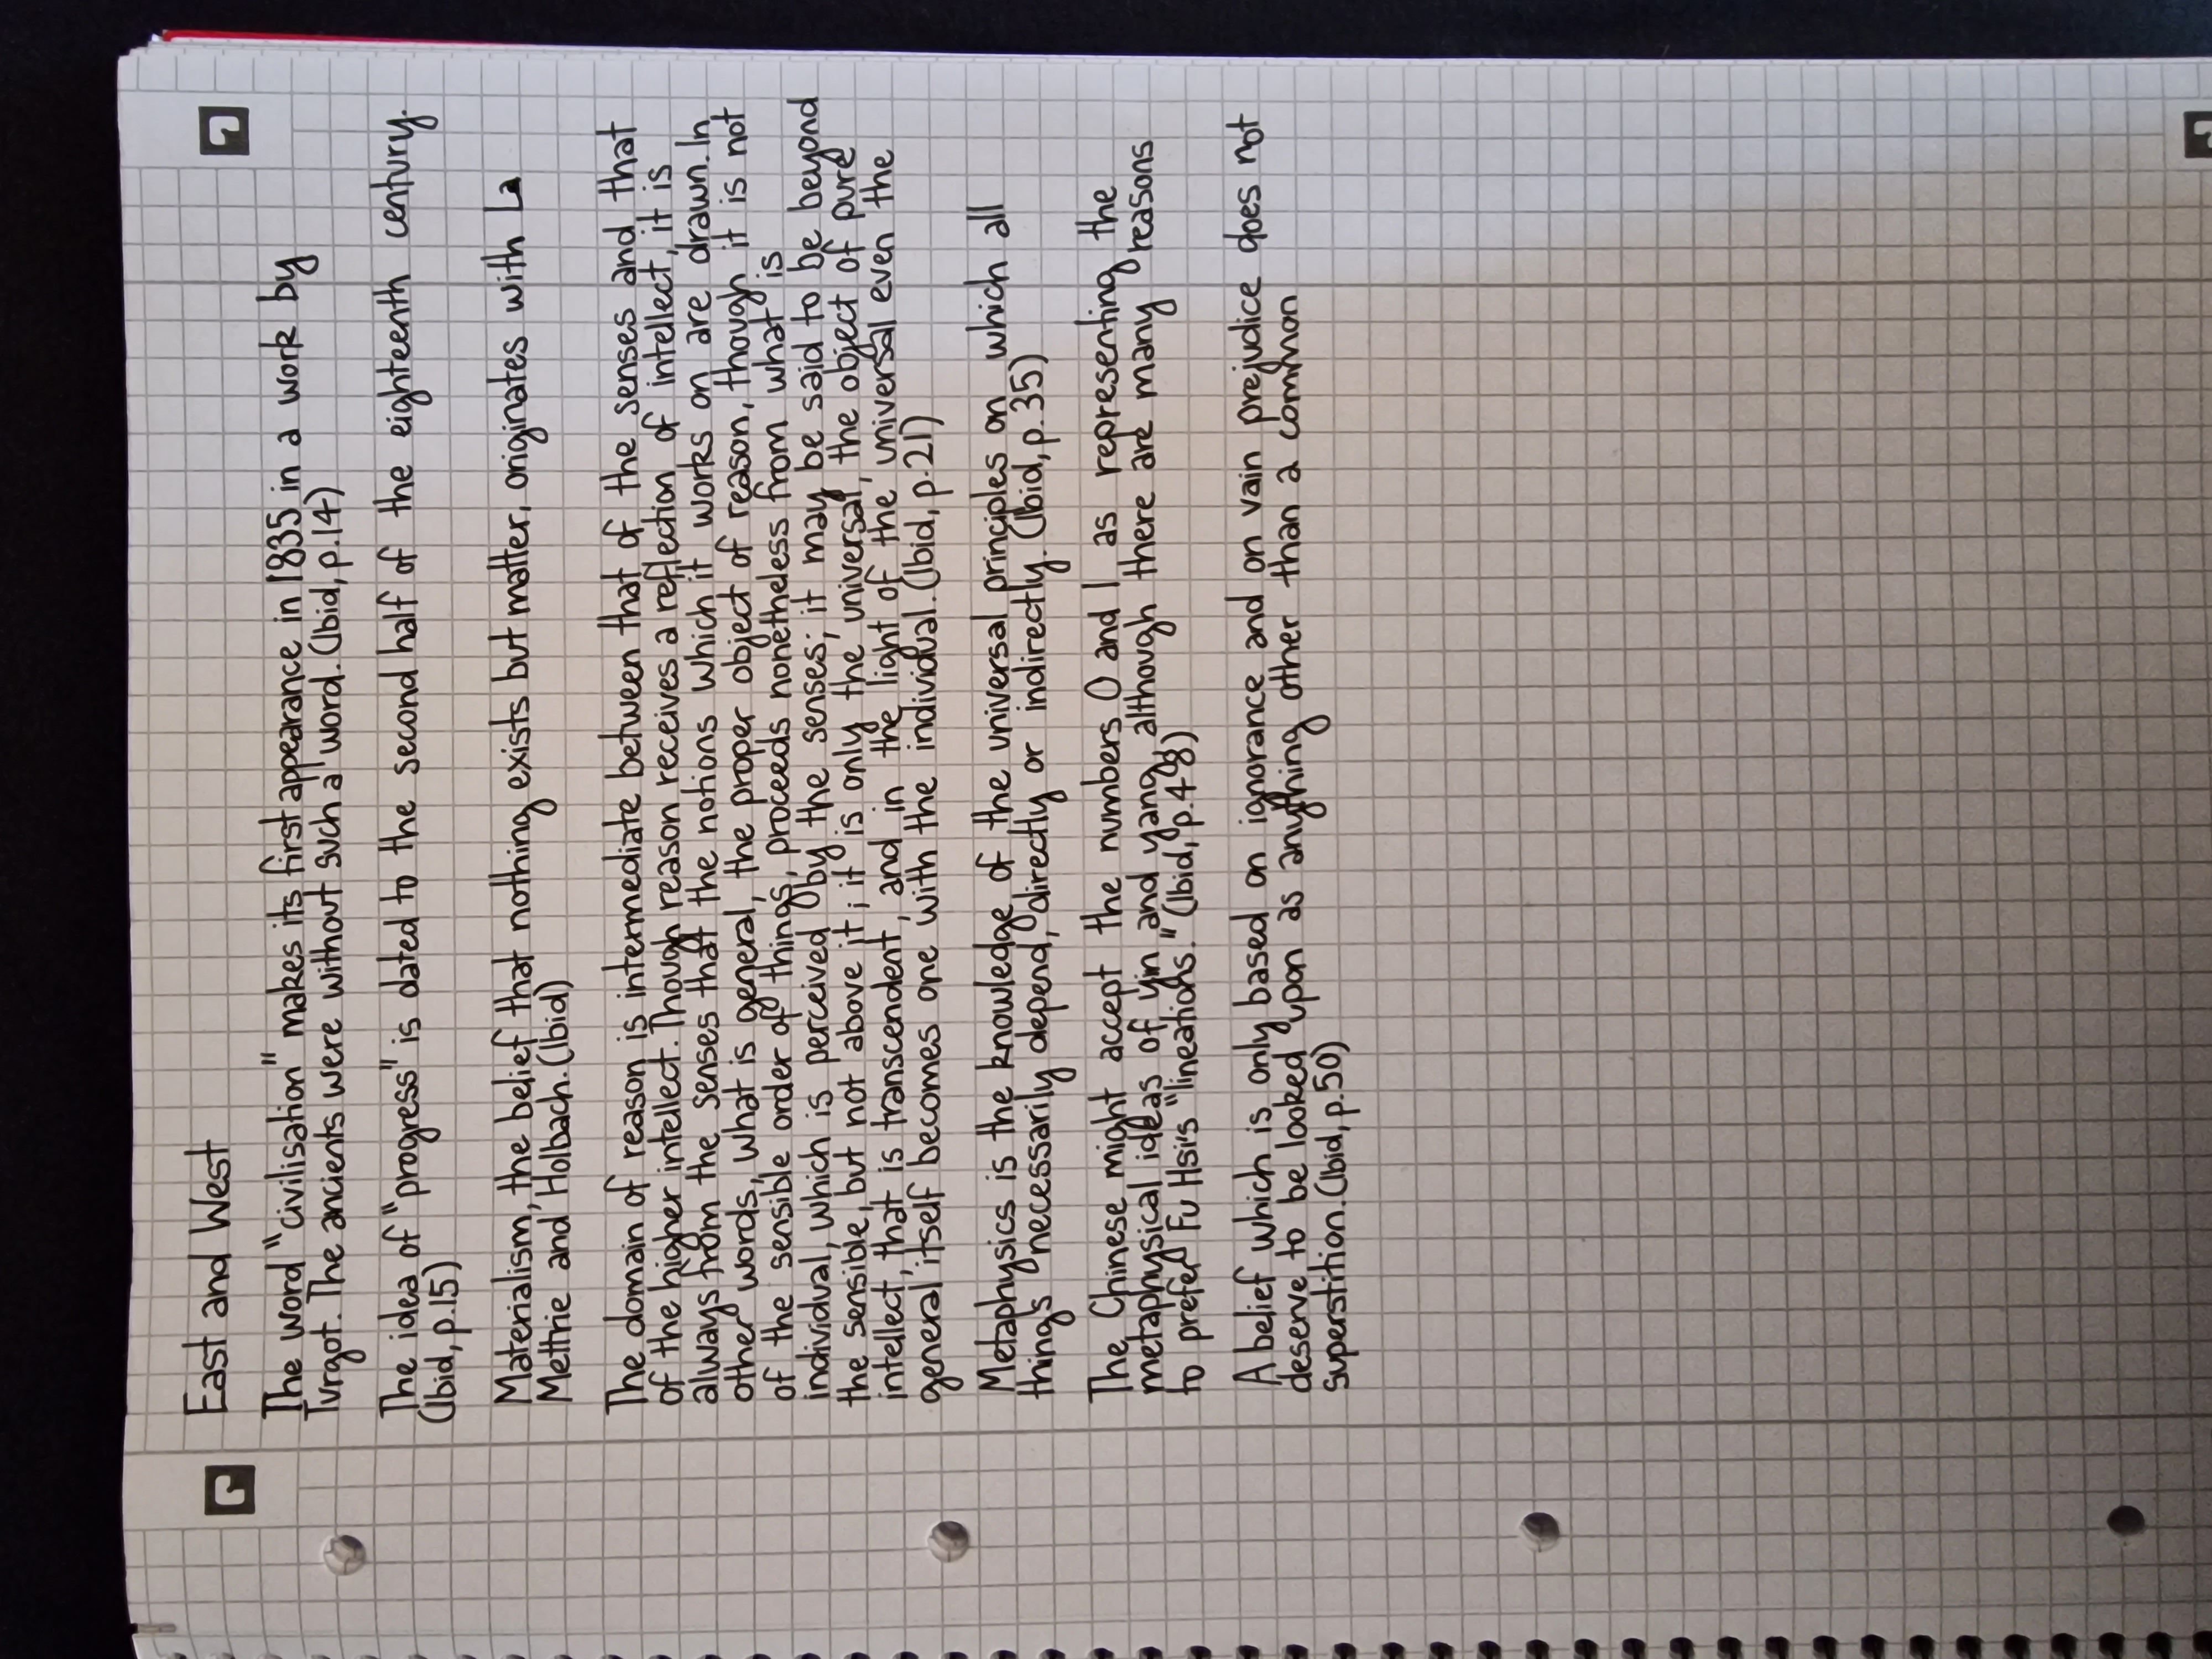 East and West
The word "civilisation" makes its first appearance in 1835 in a work by
Turgot. The ancients were without such a word. (Ibid, p.14)
The idea of "progress" is dated to the second half of the eighteenth century.
(Ibid, p.15)
Materialism, the belief that nothing exists but matter, originates with La
Mettrie and Holbach. (Ibid)
The domain of reason is intermediate between that of the senses and that
of the higher intellect. Though reason receives a reflection of intellect, it is
always from the senses that the notions which it works on are drawn. In
other words, what is general, the proper object of reason, though it is not
of the sensible order of things, proceeds nonetheless from what is
individual, which is perceived by the senses; it may be said to be beyond
the sensible, but not above it; it is only the universal, the object of pure
intellect, that is transcendent, and in the light of the universal even the
general itself becomes one with the individual. (Ibid, p.21)
Metaphysics is the knowledge of the universal principles on which all
things necessarily depend, directly or indirectly. (Ibid, p.35)
The Chinese might accept the numbers 0 and 1 as representing the
metaphysical ideas of yin and yang, although there are many reasons
to prefer Fu Hsi's "lineations." (Ibid, p.48)
A belief which is only based on ignorance and on vain prejudice does not
deserve to be looked upon as anything other than a common
superstition. (Ibid, p.50)